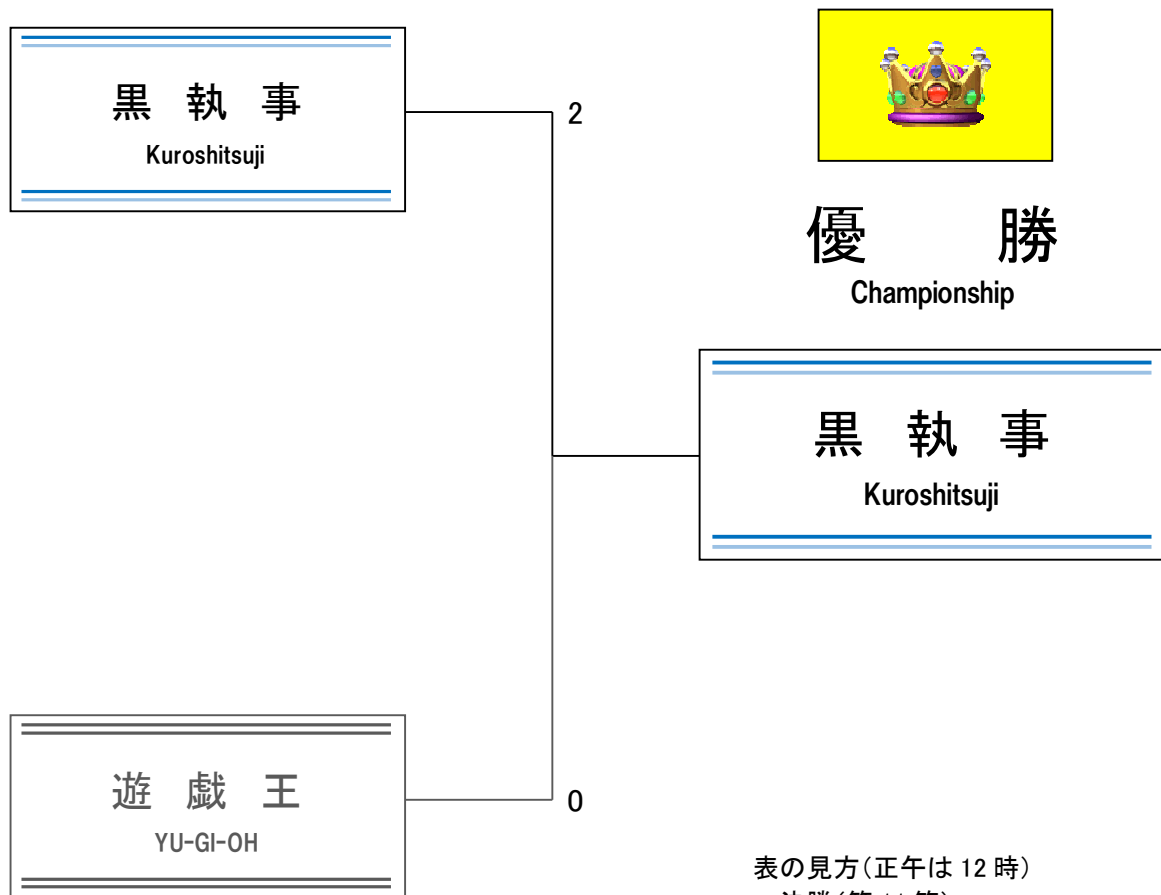 黒 執 事
Kuroshitsuji
2
優 勝
Championship
黒 執 事
Kuroshitsuji
遊 戯 王
YU-GI-OH
0
表の見方(正午は 12 時)